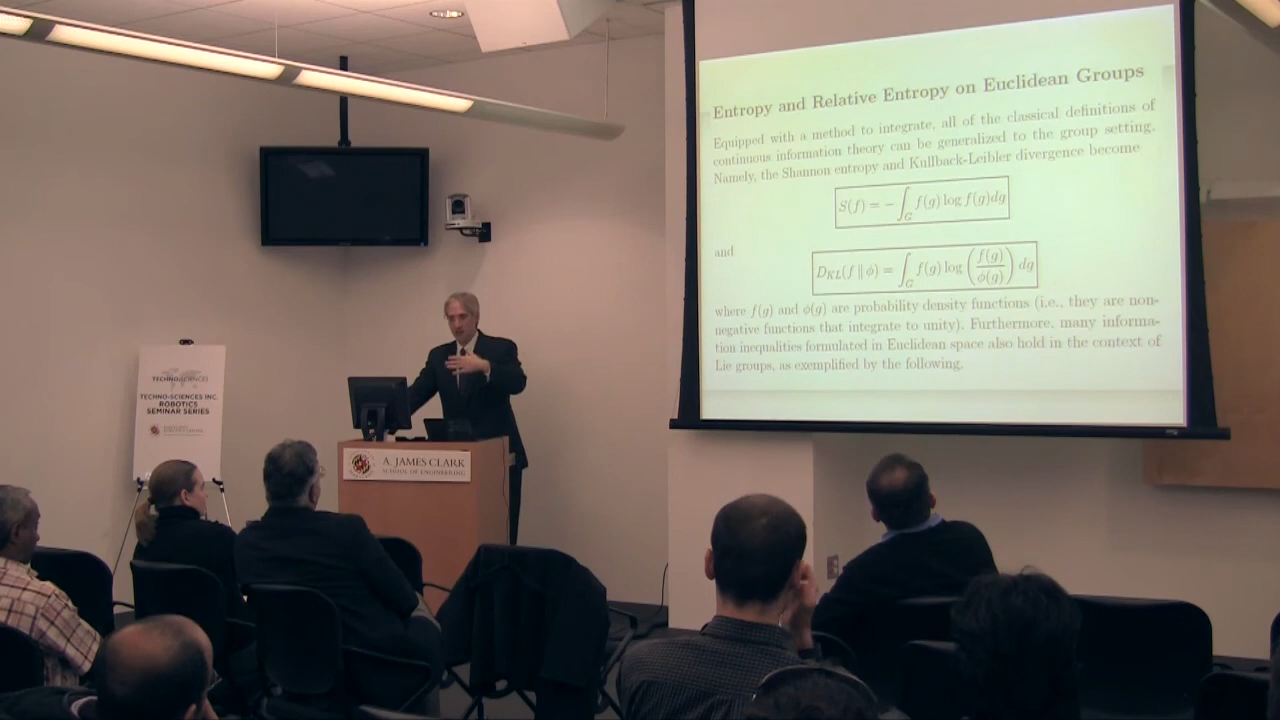 Entropy and Relative Entropy on Euclidean Groups
Equipped with a method to integrate, all of the classical definitions of
continuous information theory can be generalized to the group setting.
Namely, the Shannon entropy and Kullback-Leibler divergence become
S(f) = − ∫_G f(g) log f(g)dg
and
D_KL(f ∥ ϕ) = ∫_G f(g) log (f(g)/ϕ(g)) dg
where f(g) and ϕ(g) are probability density functions (i.e., they are non-
negative functions that integrate to unity). Furthermore, many informa-
tion inequalities formulated in Euclidean space also hold in the context of
Lie groups, as exemplified by the following.
TECHNOSCIENCES
TECHNO-SCIENCES INC.
ROBOTICS
SEMINAR SERIES
A. JAMES CLARK
SCHOOL OF ENGINEERING